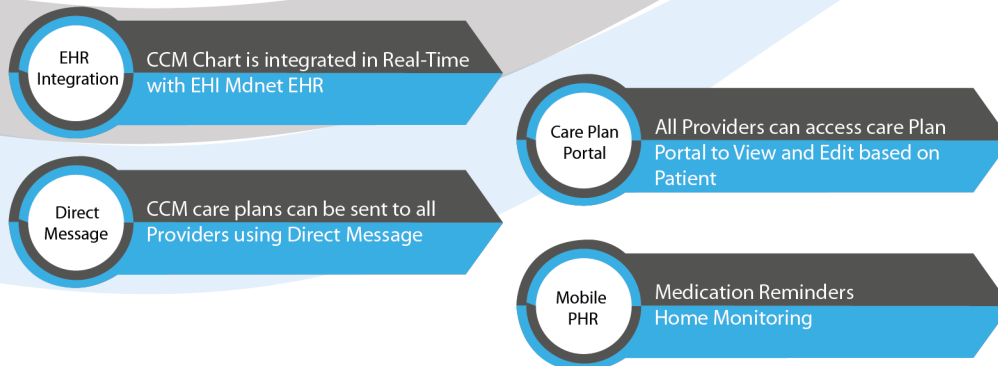 EHR
Integration
CCM Chart is integrated in Real-Time
with EHI Mdnet EHR
Care Plan
Portal
All Providers can access care Plan
Portal to View and Edit based on
Patient
Direct
Message
CCM care plans can be sent to all
Providers using Direct Message
Mobile
PHR
Medication Reminders
Home Monitoring